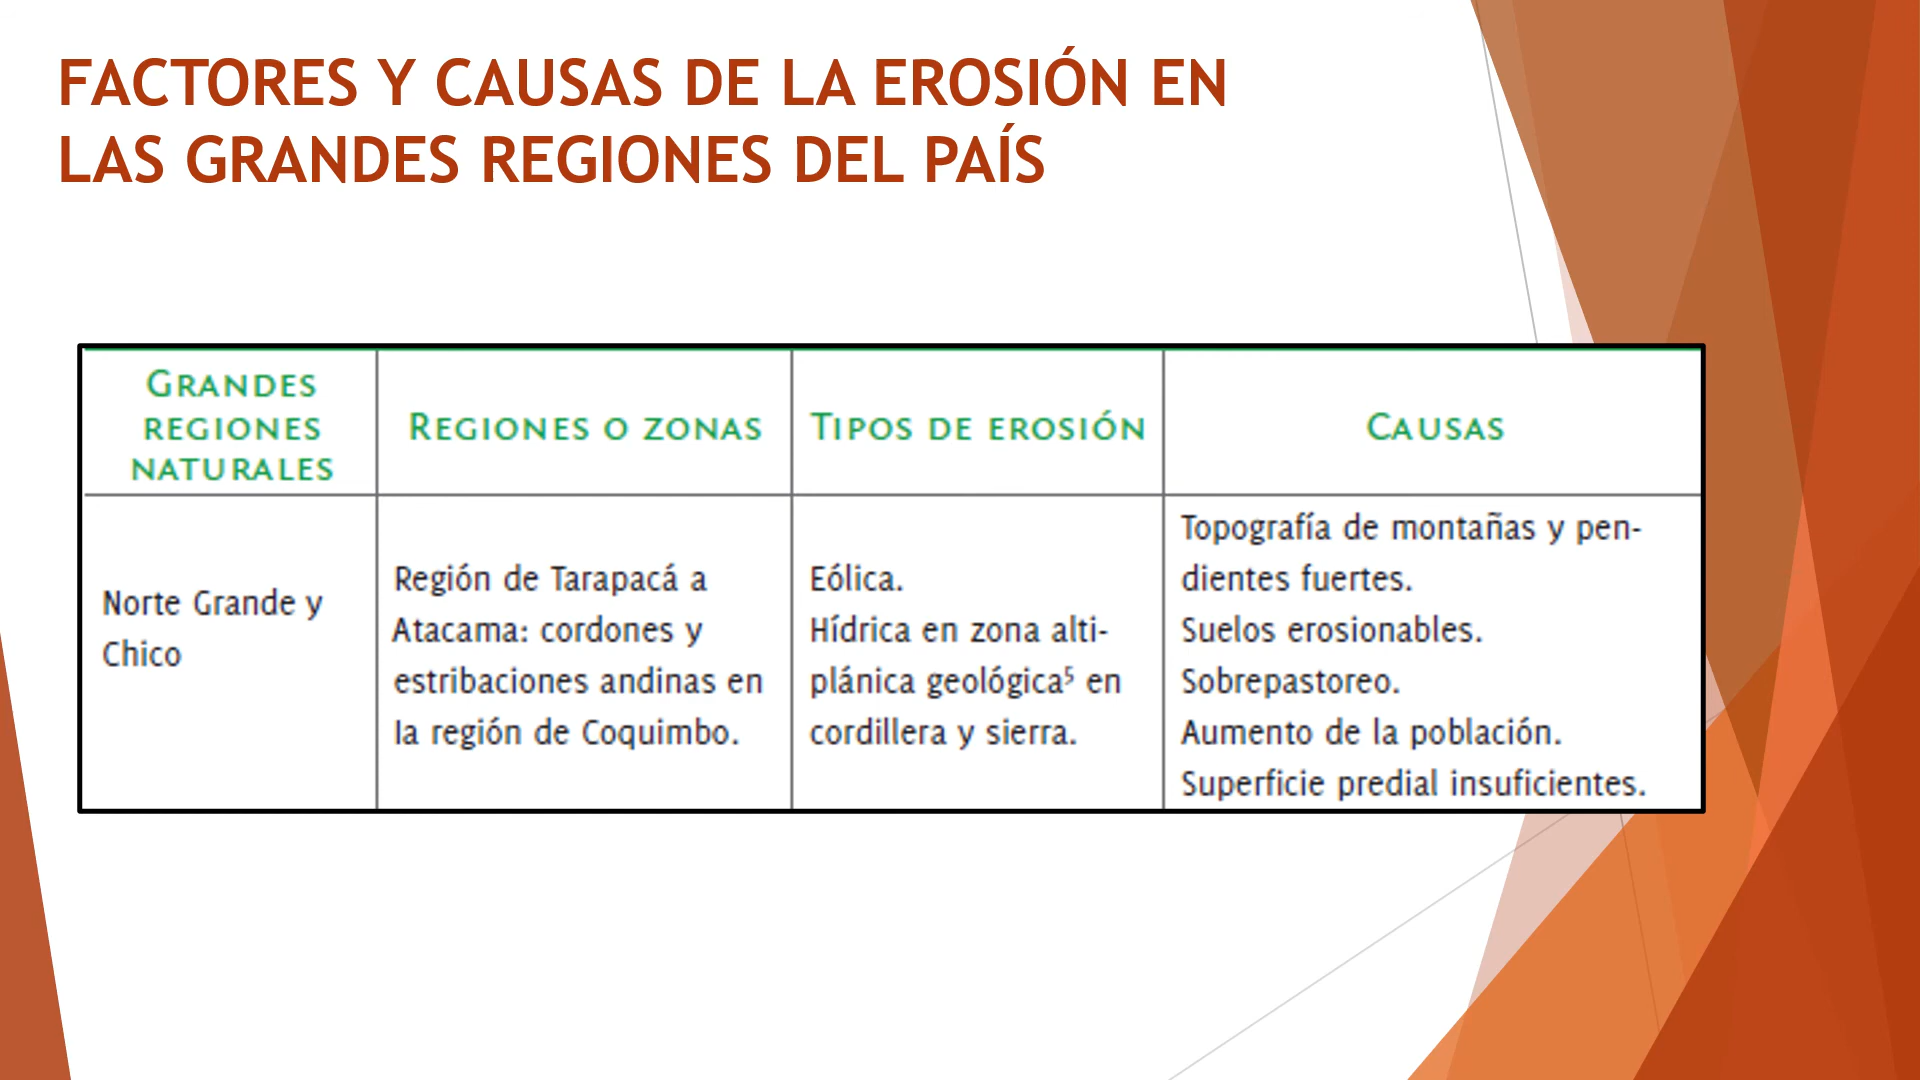 FACTORES Y CAUSAS DE LA EROSIÓN EN
LAS GRANDES REGIONES DEL PAÍS
GRANDES
REGIONES
NATURALES
REGIONES O ZONAS
TIPOS DE EROSIÓN
CAUSAS
Norte Grande y
Chico
Región de Tarapacá a
Atacama: cordones y
estribaciones andinas en
la región de Coquimbo.
Eólica.
Hídrica en zona alti-
plánica geológica⁵ en
cordillera y sierra.
Topografía de montañas y pen-
dientes fuertes.
Suelos erosionables.
Sobrepastoreo.
Aumento de la población.
Superficie predial insuficientes.